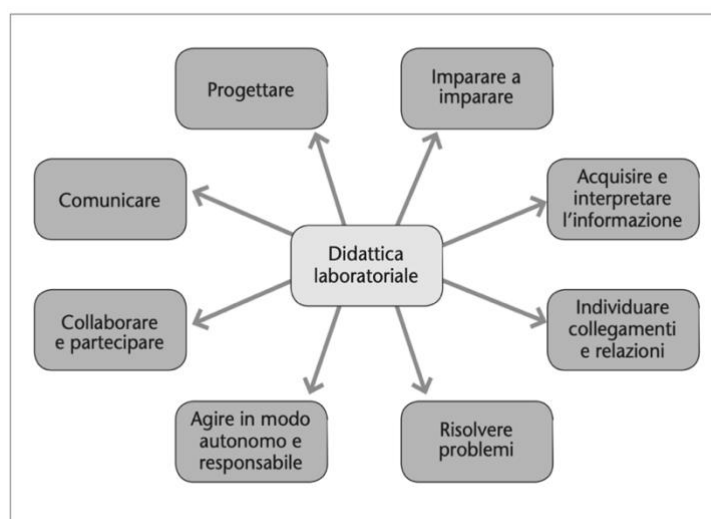 Progettare
Imparare a
imparare
Comunicare
Acquisire e
interpretare
l'informazione
Didattica
laboratoriale
Collaborare
e partecipare
Individuare
collegamenti
e relazioni
Agire in modo
autonomo e
responsabile
Risolvere
problemi